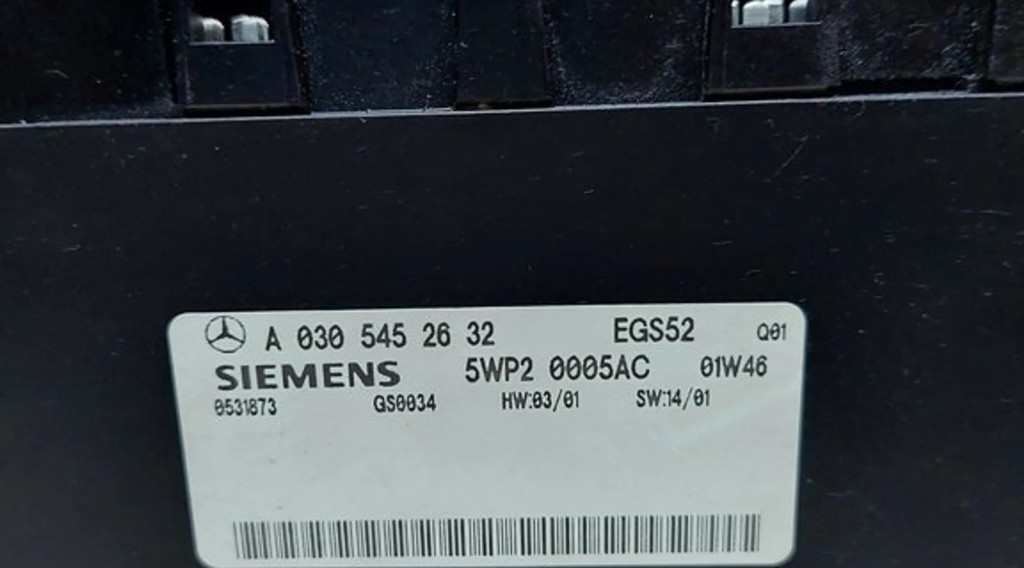 A 030 545 26 32 EGS52 Q01
SIEMENS 5WP2 0005AC 01W46
0531873 GS0034 HW:03/01 SW:14/01